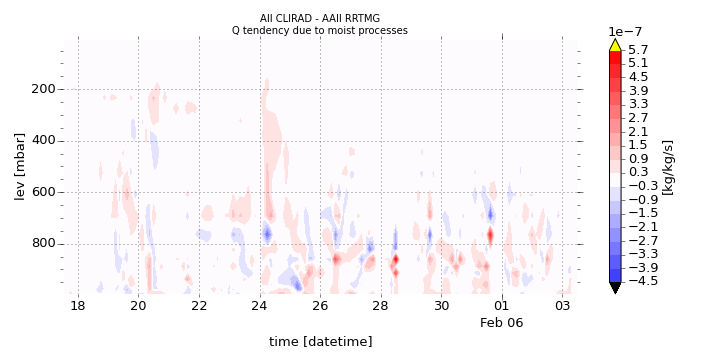 AII CLIRAD - AAII RRTMG
Q tendency due to moist processes
1e−7
5.7
5.1
4.5
3.9
3.3
2.7
2.1
1.5
0.9
0.3
−0.3
−0.9
−1.5
−2.1
−2.7
−3.3
−3.9
−4.5
[kg/kg/s]
lev [mbar]
200
400
600
800
18 20 22 24 26 28 30 01 03
Feb 06
time [datetime]